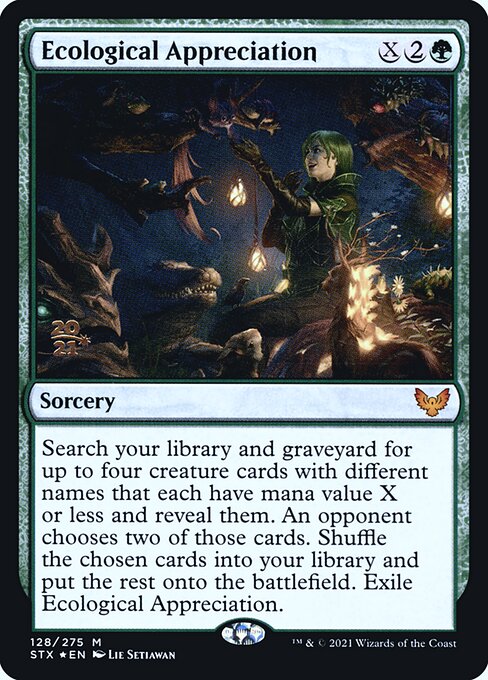 Ecological Appreciation X 2
20
21
Sorcery
Search your library and graveyard for
up to four creature cards with different
names that each have mana value X
or less and reveal them. An opponent
chooses two of those cards. Shuffle
the chosen cards into your library and
put the rest onto the battlefield. Exile
Ecological Appreciation.
128/275 M
STX ★ EN Lie Setiawan
™ & © 2021 Wizards of the Coast